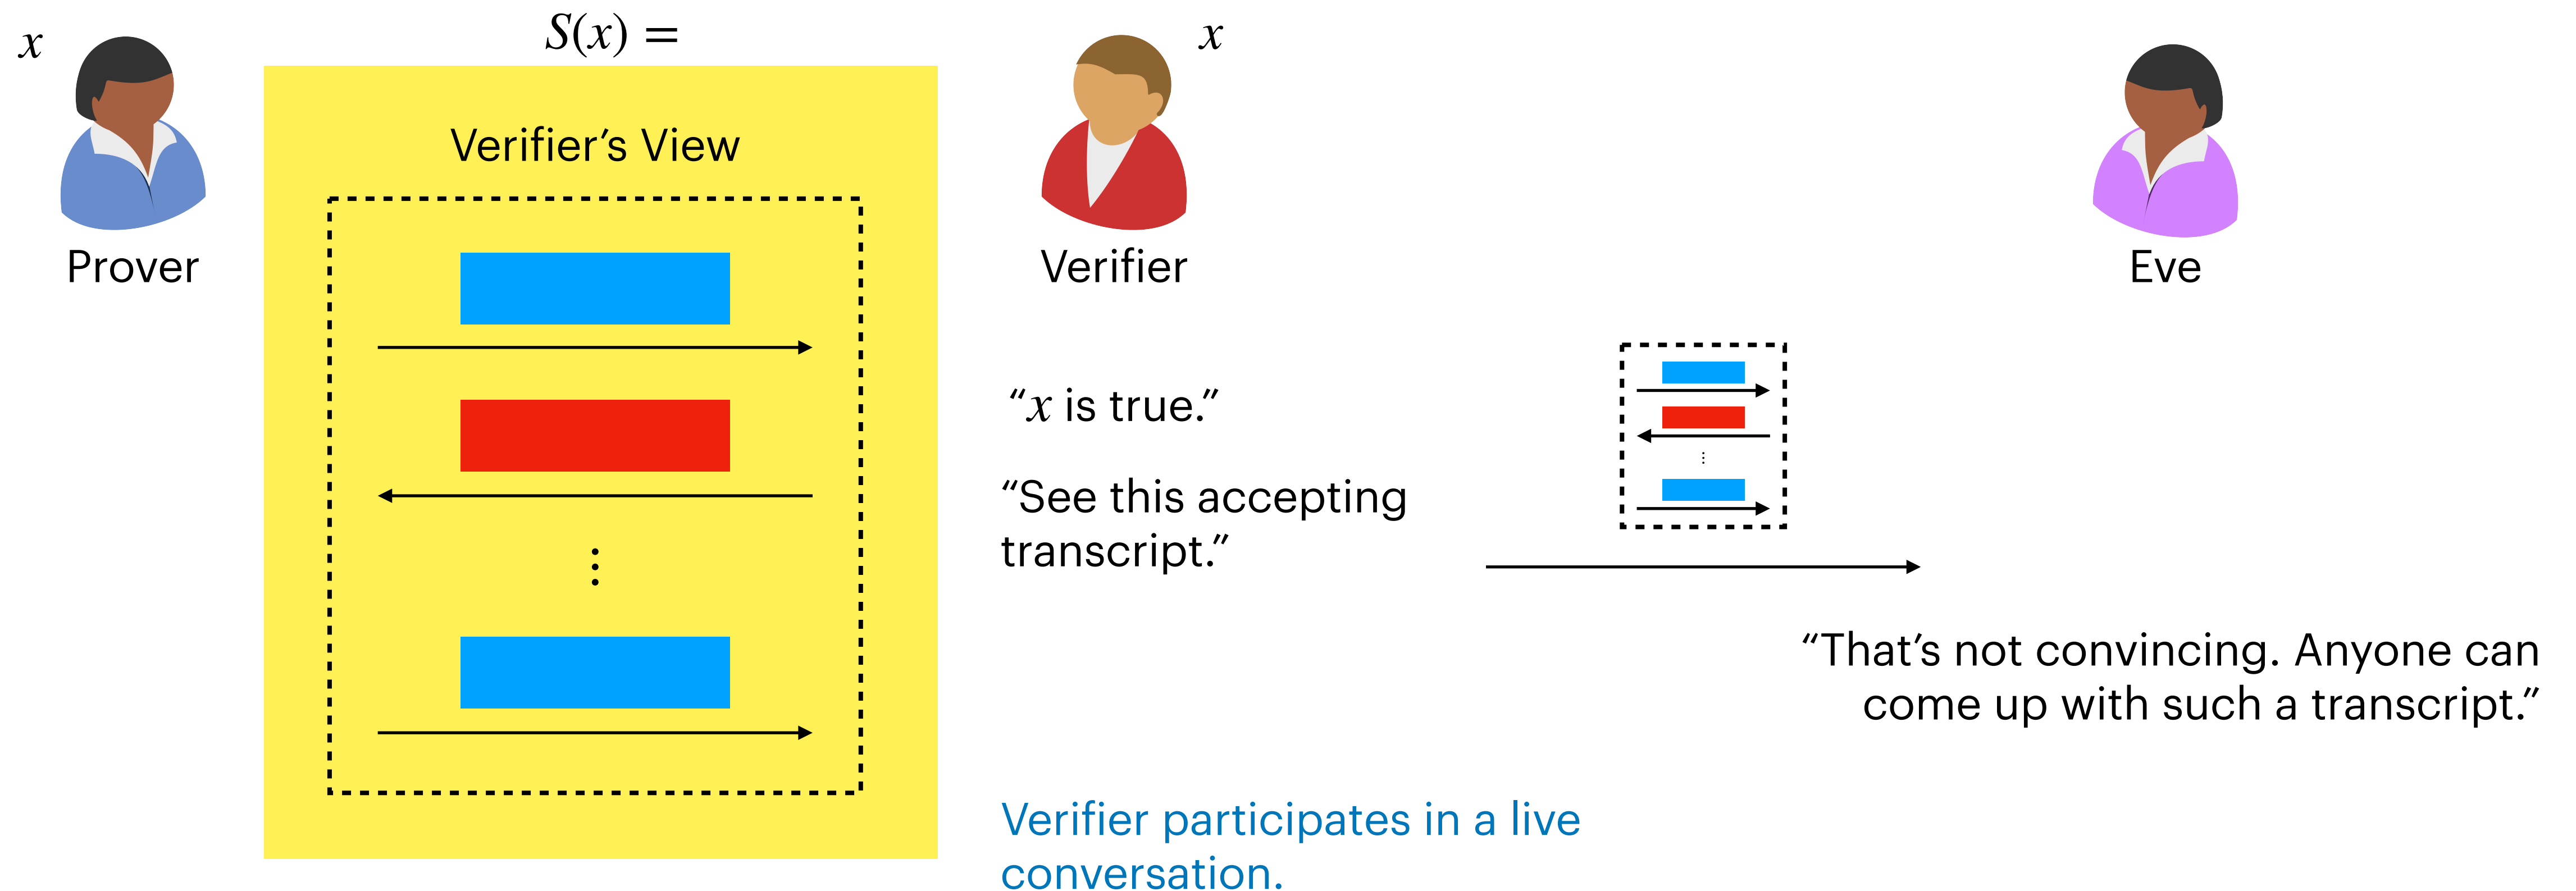 x
S(x) =
x
Verifier’s View
Prover
Verifier
Eve
“x is true.”
“See this accepting
transcript.”
“That’s not convincing. Anyone can
come up with such a transcript.”
Verifier participates in a live
conversation.